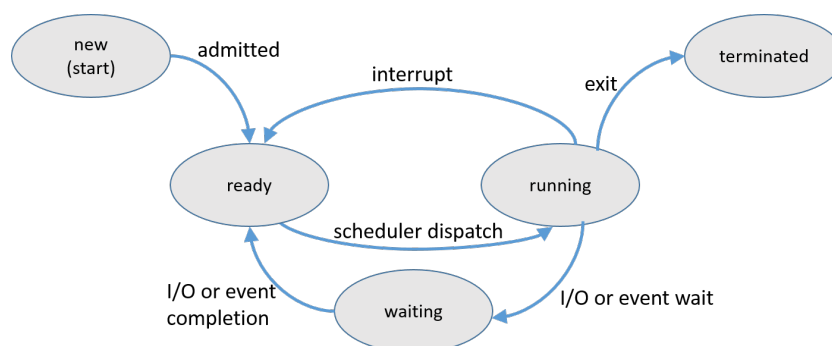 new
(start)
admitted
interrupt
exit
terminated
ready
running
scheduler dispatch
I/O or event
completion
waiting
I/O or event wait